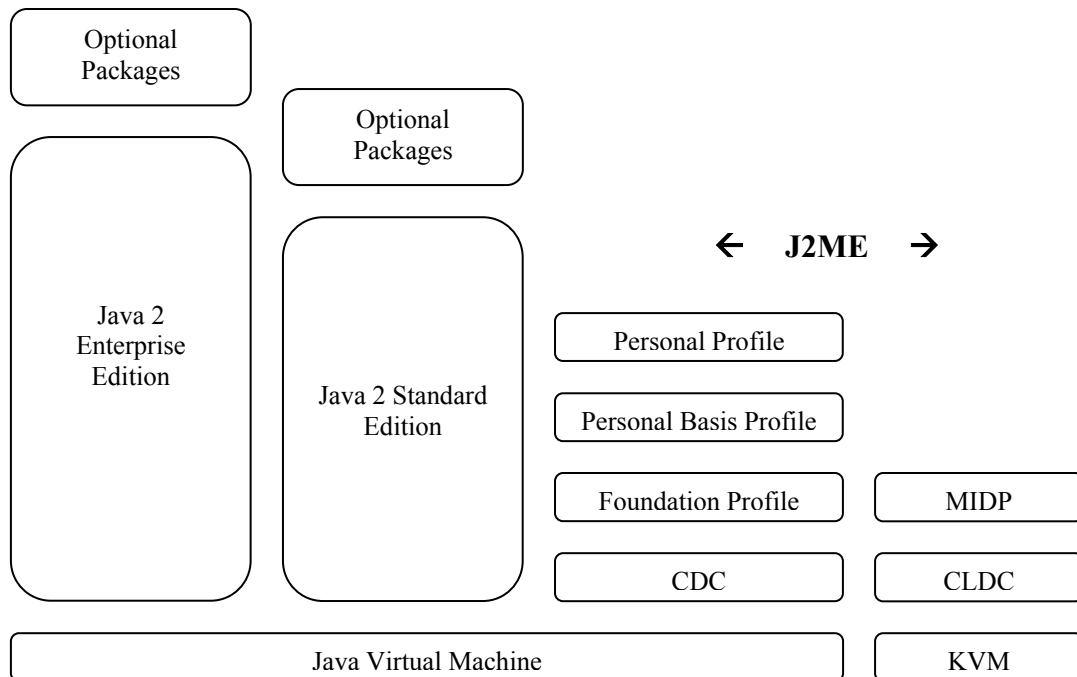 Optional
Packages
Optional
Packages
← J2ME →
Java 2
Enterprise
Edition
Personal Profile
Java 2 Standard
Edition
Personal Basis Profile
Foundation Profile
MIDP
CDC
CLDC
Java Virtual Machine
KVM